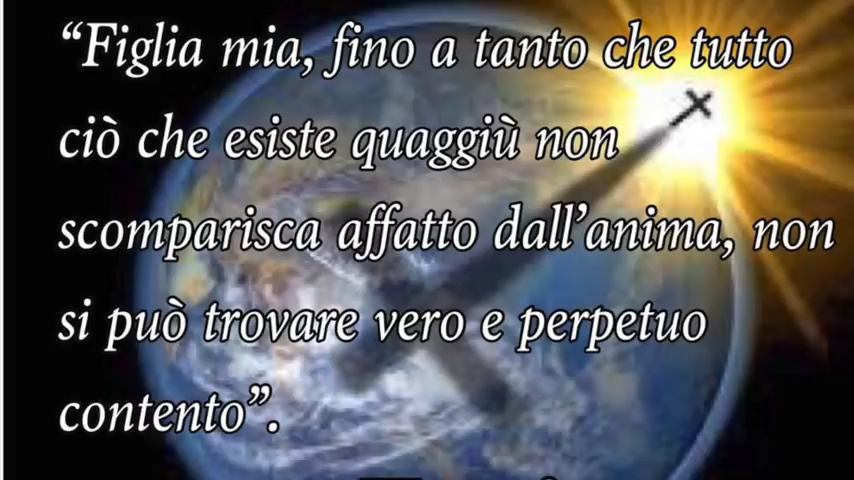 “Figlia mia, fino a tanto che tutto
ciò che esiste quaggiù non
scomparisca affatto dall’anima, non
si può trovare vero e perpetuo
contento”.